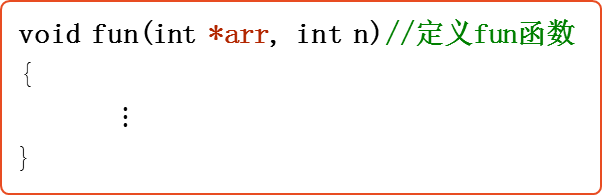 void fun(int *arr, int n)//定义fun函数
{
⋮
}